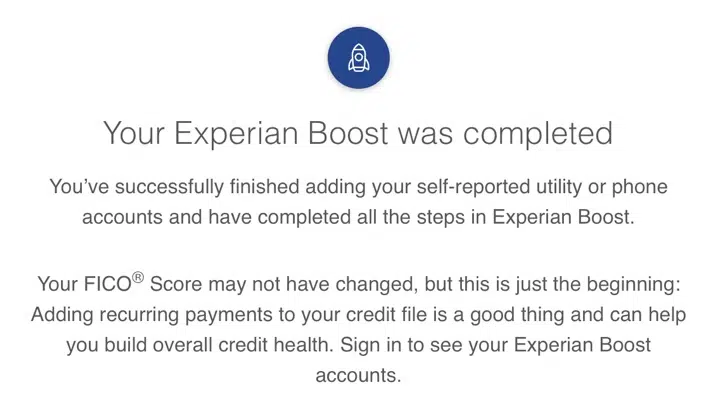 Your Experian Boost was completed
You’ve successfully finished adding your self-reported utility or phone
accounts and have completed all the steps in Experian Boost.
Your FICO® Score may not have changed, but this is just the beginning:
Adding recurring payments to your credit file is a good thing and can help
you build overall credit health. Sign in to see your Experian Boost
accounts.